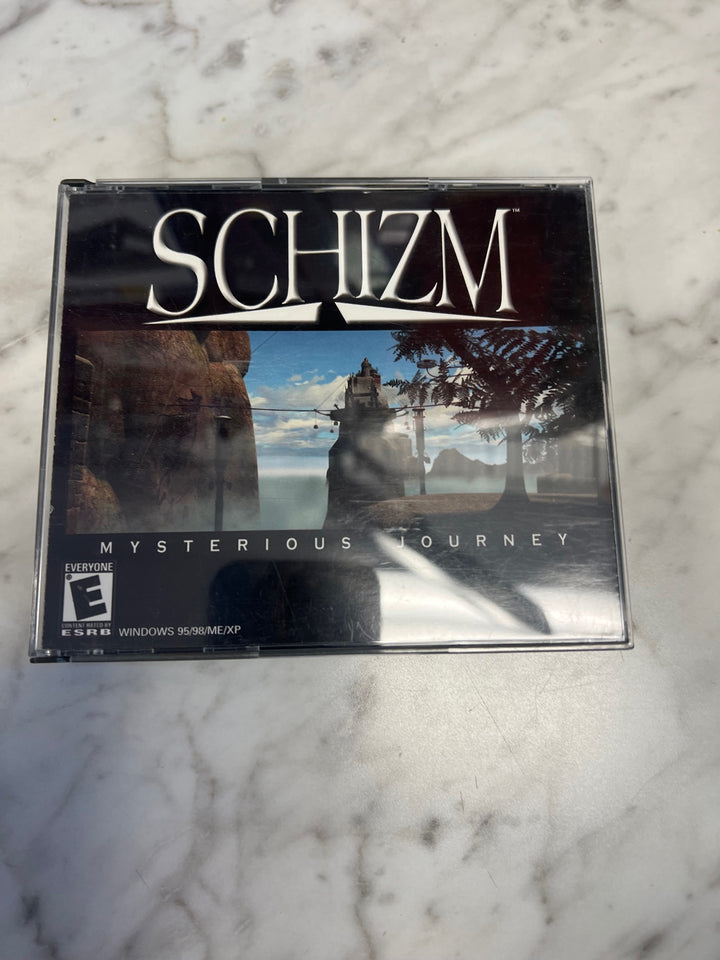 SCHIZM™
MYSTERIOUS JOURNEY
EVERYONE
E
CONTENT RATED BY
ESRB
WINDOWS 95/98/ME/XP